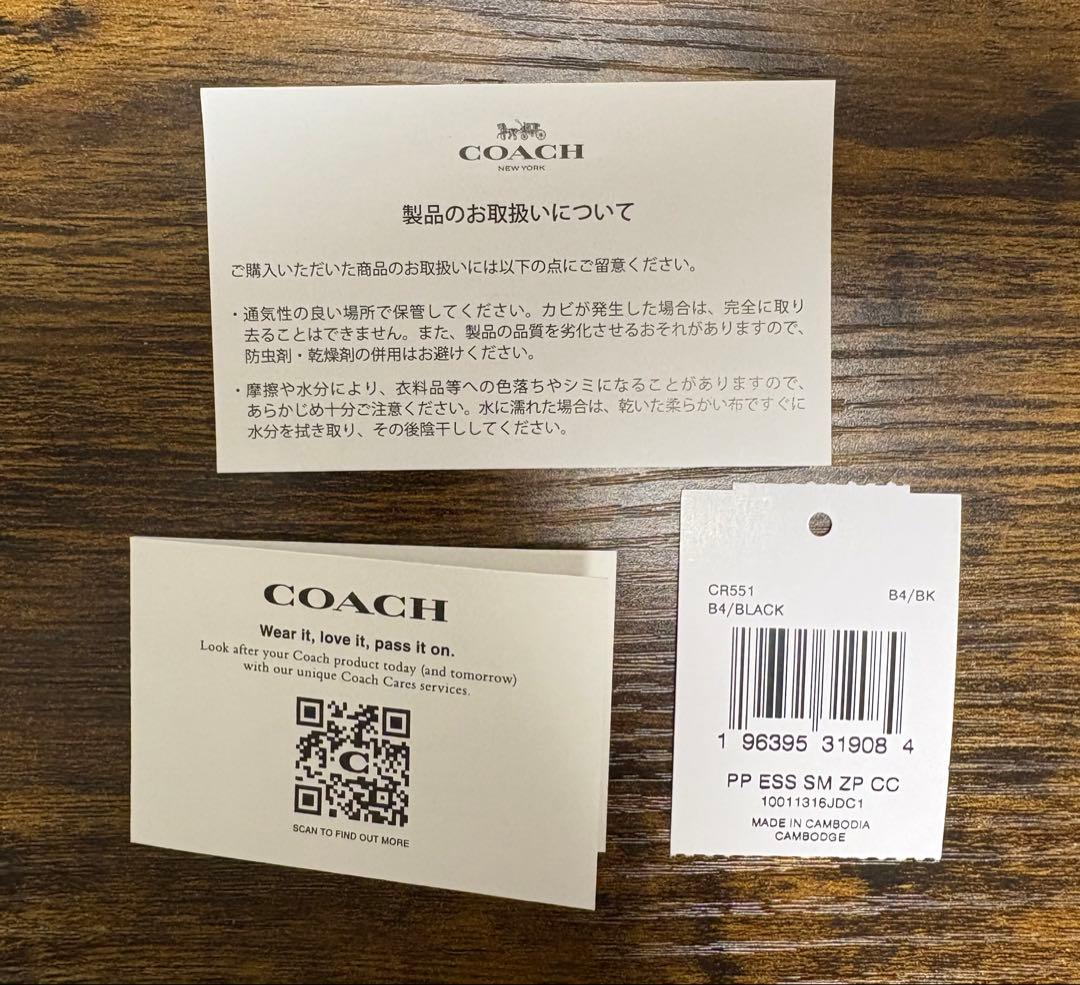 COACH
NEW YORK
製品のお取扱いについて
ご購入いただいた商品のお取扱いには以下の点にご留意ください。
・通気性の良い場所で保管してください。カビが発生した場合は、完全に取り
去ることはできません。また、製品の品質を劣化させるおそれがありますので、
防虫剤・乾燥剤の併用はお避けください。
・摩擦や水分により、衣料品等への色落ちやシミになることがありますので、
あらかじめ十分ご注意ください。水に濡れた場合は、乾いた柔らかい布ですぐに
水分を拭き取り、その後陰干ししてください。
COACH
Wear it, love it, pass it on.
Look after your Coach product today (and tomorrow)
with our unique Coach Cares services.
C
SCAN TO FIND OUT MORE
CR551 B4/BK
B4/BLACK
1 96395 31908 4
PP ESS SM ZP CC
10011316JDC1
MADE IN CAMBODIA
CAMBODGE